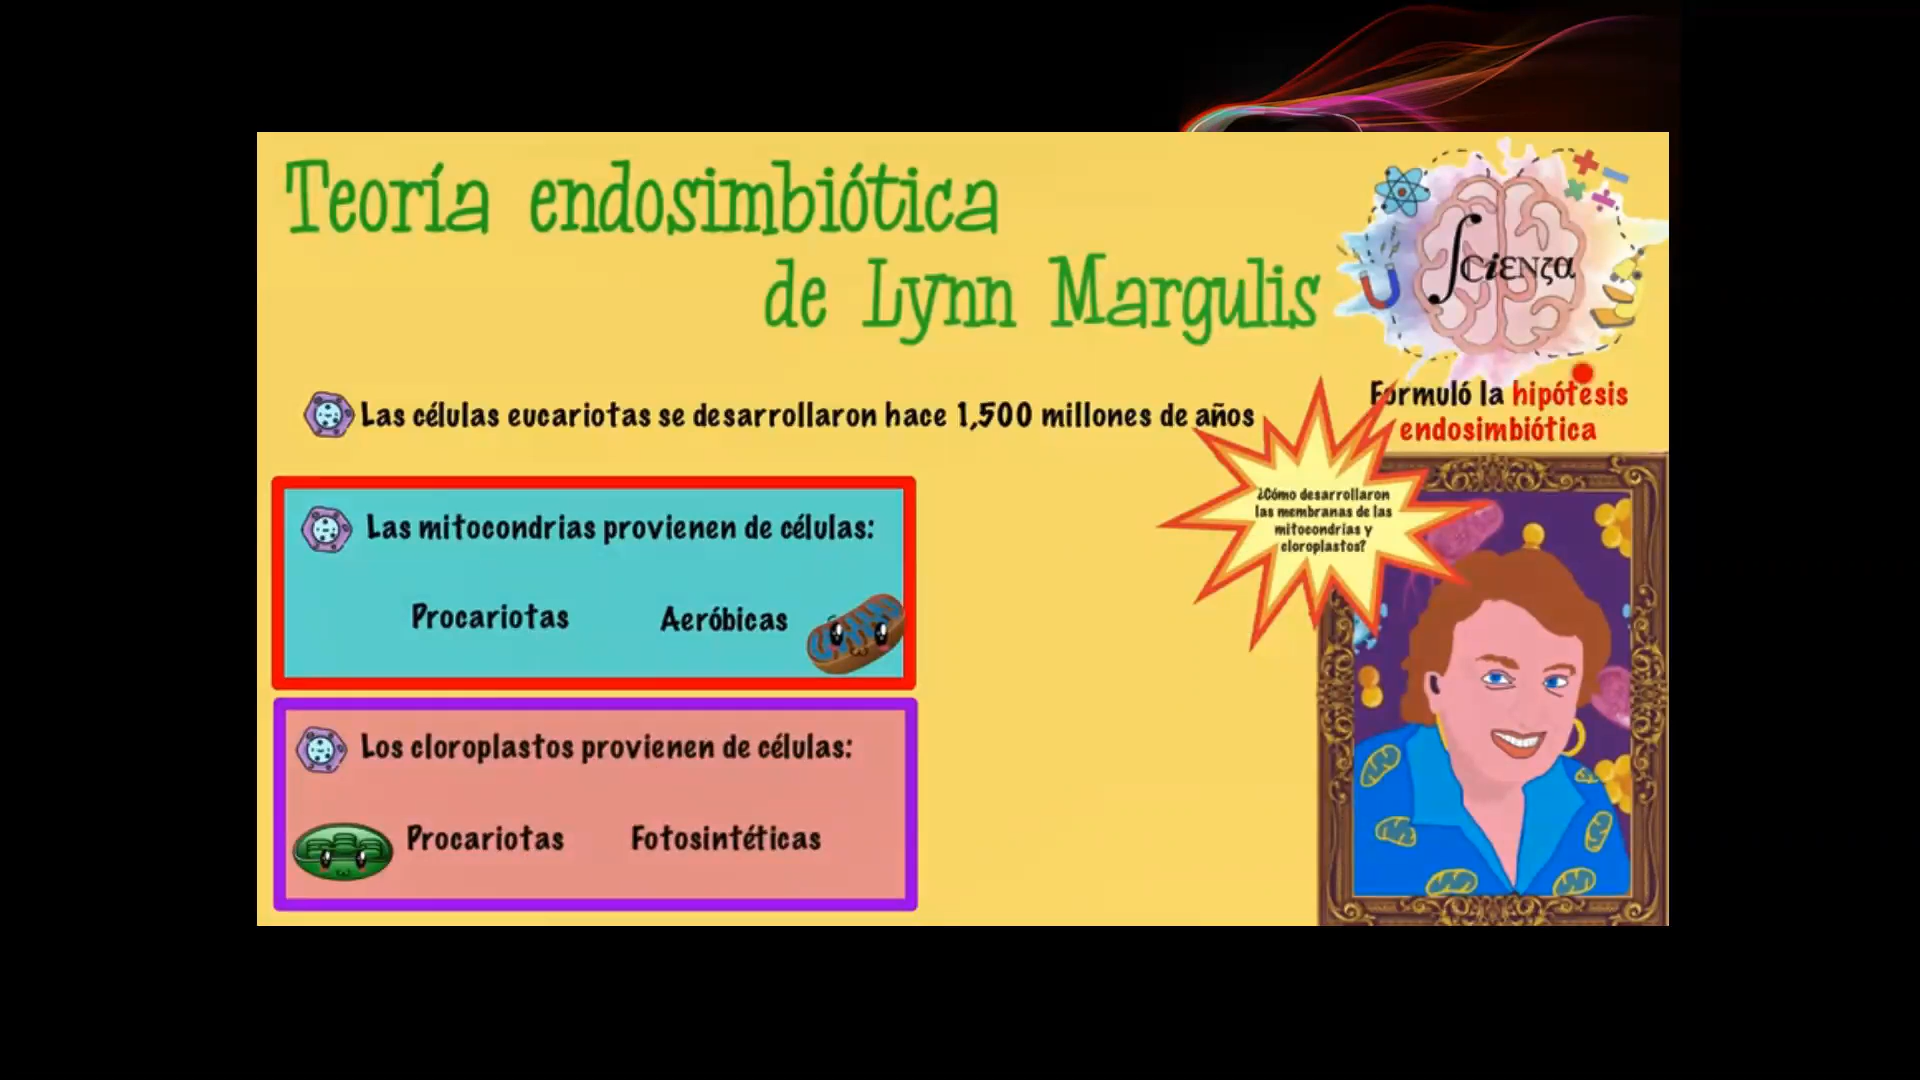 Teoría endosimbiótica
de Lynn Margulis
∫CiENζα
Formuló la hipótesis
endosimbiótica
Las células eucariotas se desarrollaron hace 1,500 millones de años
¿Cómo desarrollaron
las membranas de las
mitocondrias y
cloroplastos?
Las mitocondrias provienen de células:
Procariotas Aeróbicas
Los cloroplastos provienen de células:
Procariotas Fotosintéticas